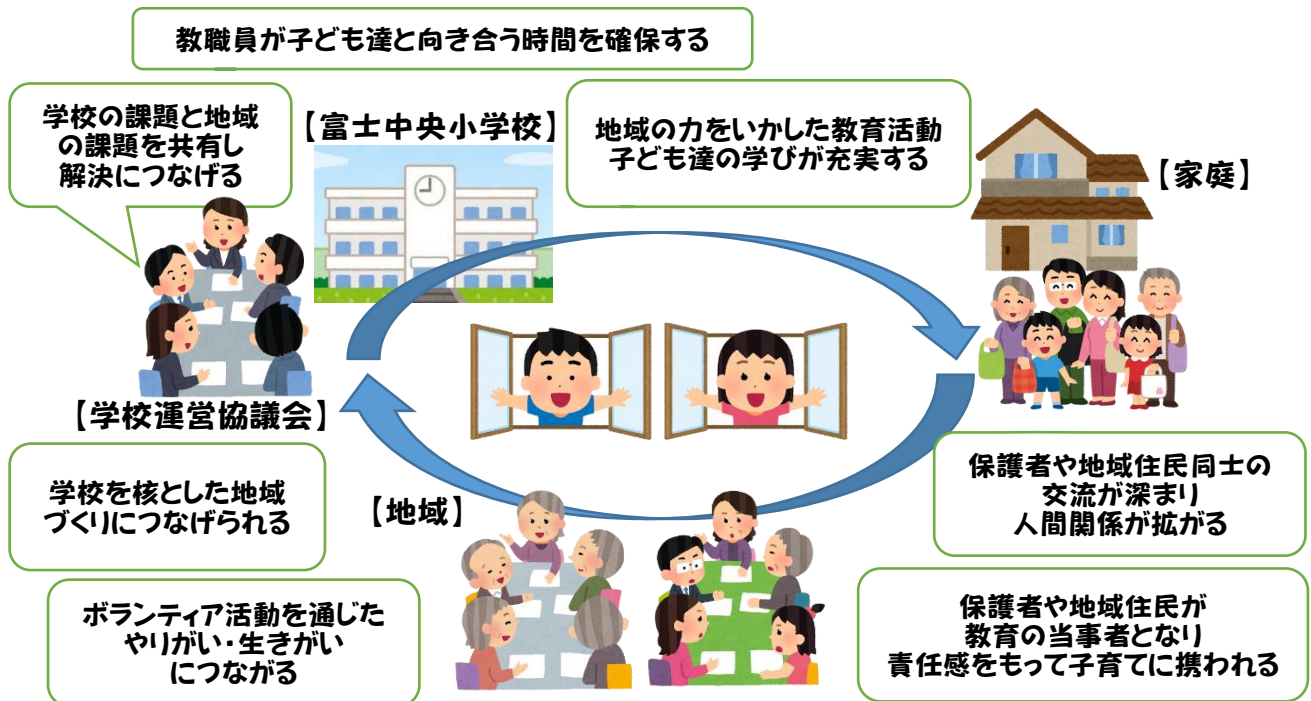 教職員が子ども達と向き合う時間を確保する
学校の課題と地域
の課題を共有し
解決につなげる
【富士中央小学校】
地域の力をいかした教育活動
子ども達の学びが充実する
【家庭】
【学校運営協議会】
学校を核とした地域
づくりにつなげられる
【地域】
保護者や地域住民同士の
交流が深まり
人間関係が拡がる
ボランティア活動を通じた
やりがい・生きがい
につながる
保護者や地域住民が
教育の当事者となり
責任感をもって子育てに携われる